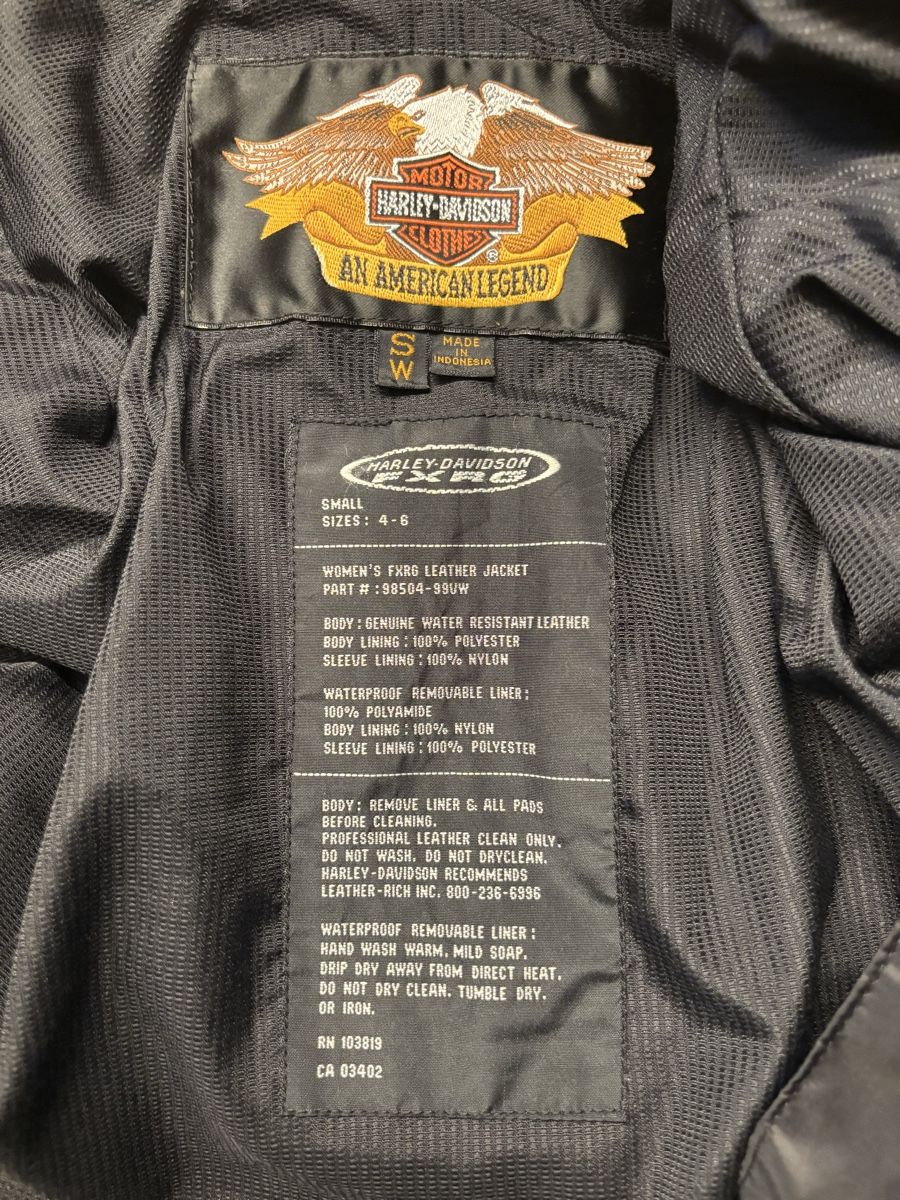 MOTOR
HARLEY-DAVIDSON
CLOTHES
®
AN AMERICAN LEGEND
S
W
MADE
IN
INDONESIA
HARLEY-DAVIDSON
FXRG
SMALL
SIZES: 4-6
WOMEN'S FXRG LEATHER JACKET
PART #:98504-99VW
BODY: GENUINE WATER RESISTANT LEATHER
BODY LINING: 100% POLYESTER
SLEEVE LINING: 100% NYLON
WATERPROOF REMOVABLE LINER:
100% POLYAMIDE
BODY LINING: 100% NYLON
SLEEVE LINING: 100% POLYESTER
BODY: REMOVE LINER & ALL PADS
BEFORE CLEANING.
PROFESSIONAL LEATHER CLEAN ONLY.
DO NOT WASH, DO NOT DRYCLEAN.
HARLEY-DAVIDSON RECOMMENDS
LEATHER-RICH INC. 800-236-6996
WATERPROOF REMOVABLE LINER:
HAND WASH WARM, MILD SOAP.
DRIP DRY AWAY FROM DIRECT HEAT.
DO NOT DRY CLEAN, TUMBLE DRY,
OR IRON.
RN 103819
CA 03402